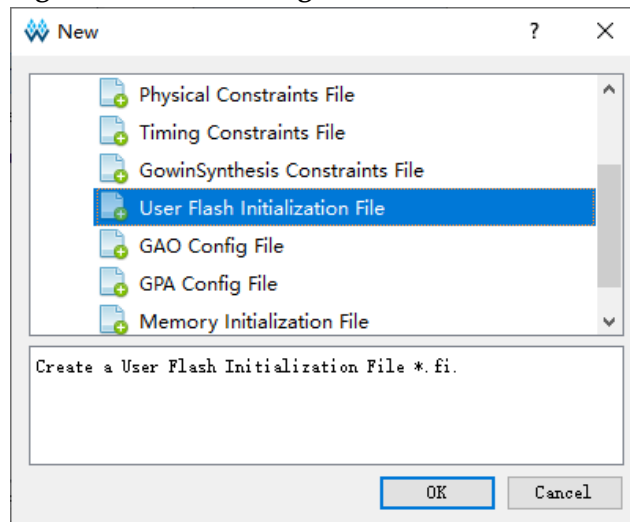 New
?
Physical Constraints File
Timing Constraints File
GowinSynthesis Constraints File
User Flash Initialization File
GAO Config File
GPA Config File
Memory Initialization File
Create a User Flash Initialization File *.fi.
OK
Cancel